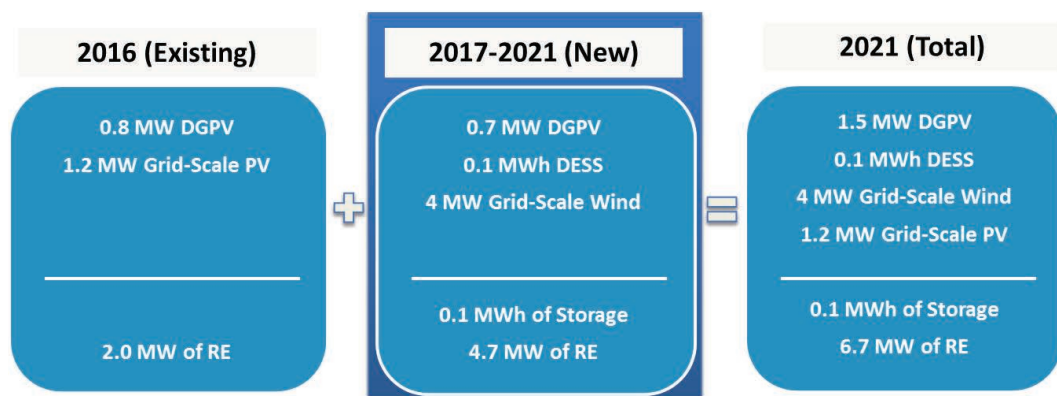 2016 (Existing)
0.8 MW DGPV
1.2 MW Grid-Scale PV
2.0 MW of RE
2017-2021 (New)
0.7 MW DGPV
0.1 MWh DESS
4 MW Grid-Scale Wind
0.1 MWh of Storage
4.7 MW of RE
2021 (Total)
1.5 MW DGPV
0.1 MWh DESS
4 MW Grid-Scale Wind
1.2 MW Grid-Scale PV
0.1 MWh of Storage
6.7 MW of RE